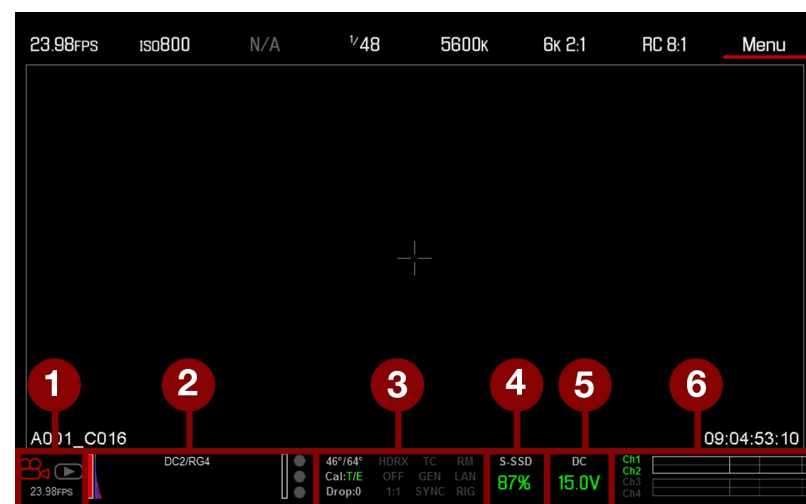 23.98FPS ISO800 N/A 1/48 5600K 6K 2:1 RC 8:1 Menu
1 2 3 4 5 6
A001_C016 09:04:53:10
DC2/RG4 46°/64° HDRX TC RM S-SSD DC Ch1
Cal:T/E OFF GEN LAN 87% 15.0V Ch2
23.98FPS Drop:0 1:1 SYNC RIG Ch3
Ch4